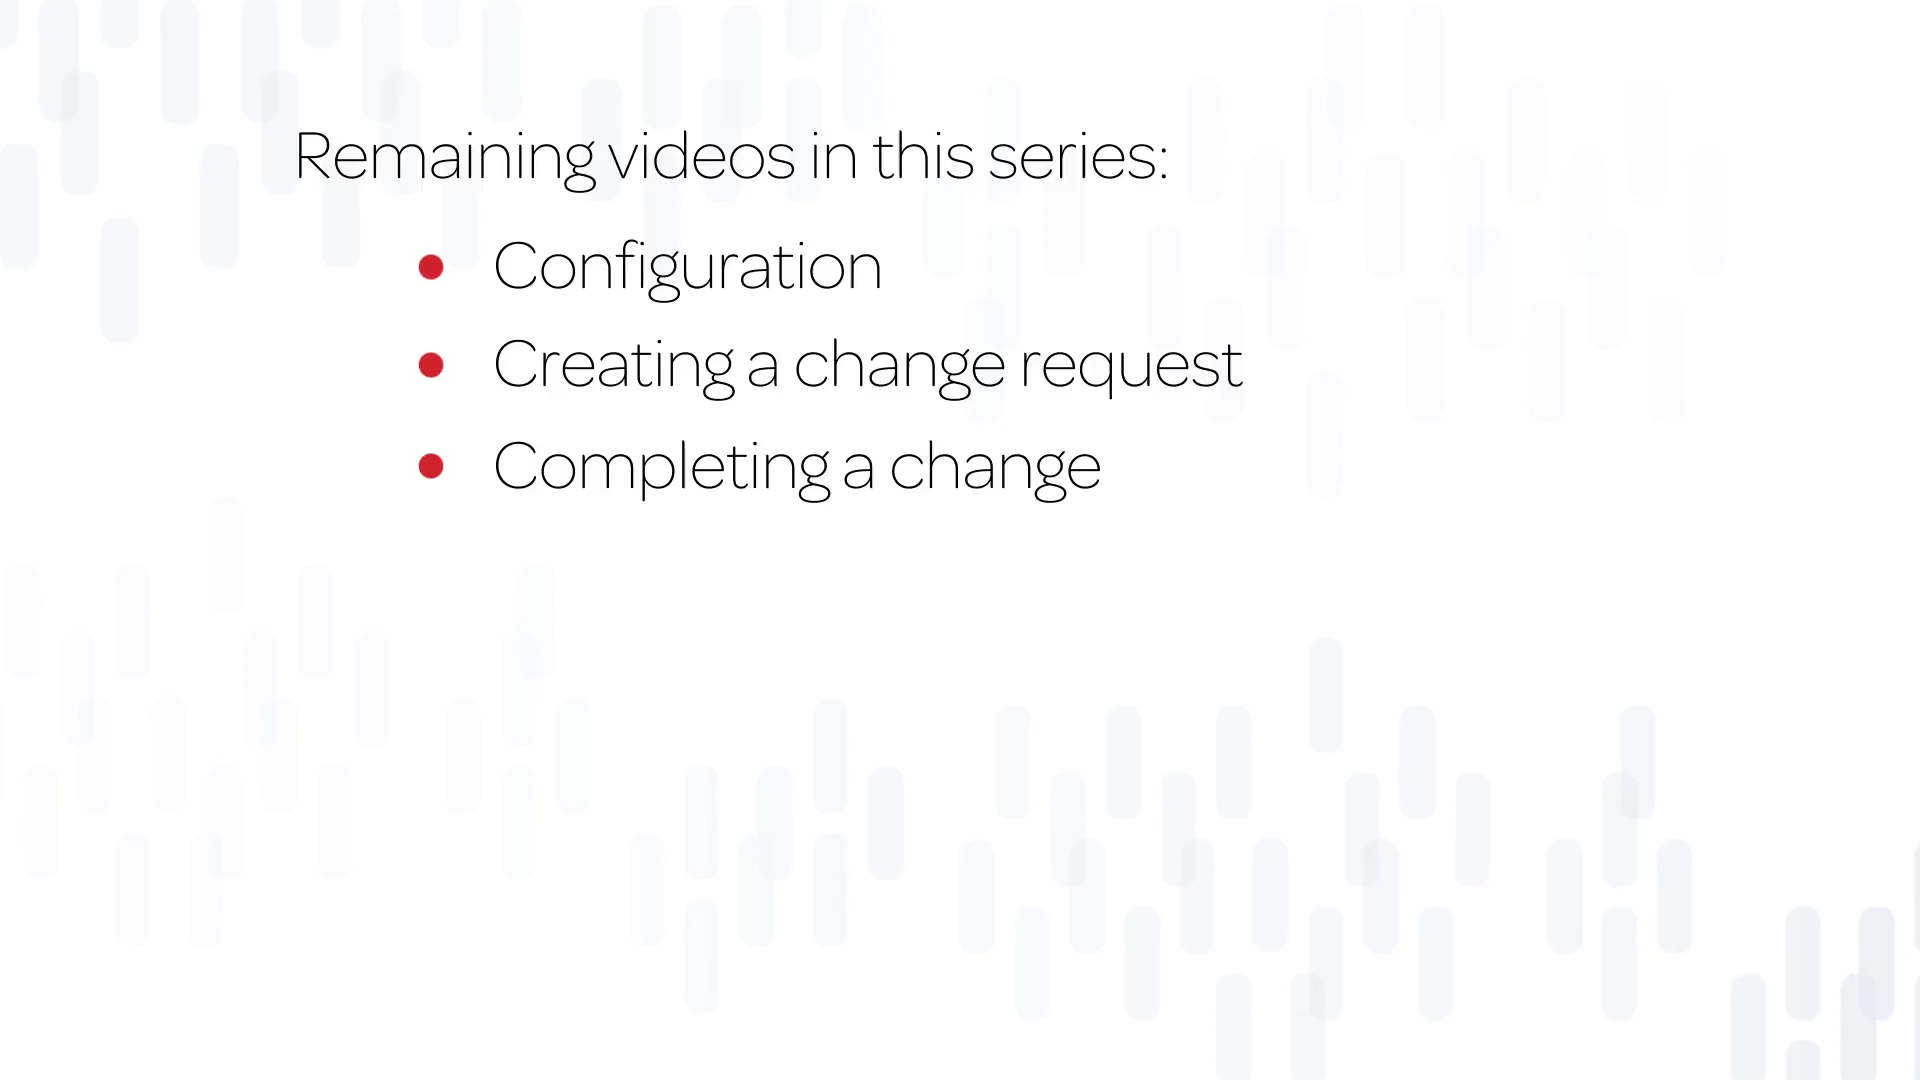 Remaining videos in this series:
• Configuration
• Creating a change request
• Completing a change